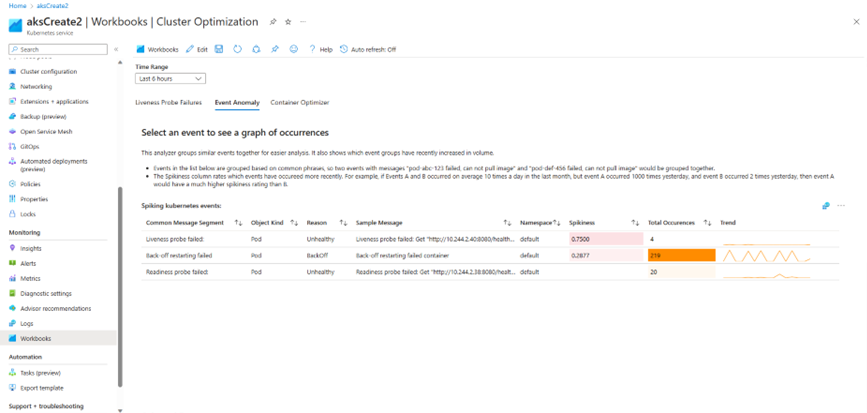 Home > aksCreate2
aksCreate2 | Workbooks | Cluster Optimization
Kubernetes service
Search
Workbooks Edit Help Auto refresh: Off
Cluster configuration
Networking
Extensions + applications
Backup (preview)
Open Service Mesh
GitOps
Automated deployments
(preview)
Policies
Properties
Locks
Monitoring
Insights
Alerts
Metrics
Diagnostic settings
Advisor recommendations
Logs
Workbooks
Automation
Tasks (preview)
Export template
Support + troubleshooting
Time Range
Last 6 hours
Liveness Probe Failures Event Anomaly Container Optimizer
Select an event to see a graph of occurrences
This analyzer groups similar events together for easier analysis. It also shows which event groups have recently increased in volume.
• Events in the list below are grouped based on common phrases, so two events with messages "pod-abc-123 failed, can not pull image" and "pod-def-456 failed, can not pull image" would be grouped together.
• The Spikiness column rates which events have occurred more recently. For example, if Events A and B occurred on average 10 times a day in the last month, but event A occurred 1000 times yesterday, and event B occurred 2 times yesterday, then event A
would have a much higher spikiness rating than B.
Spiking kubernetes events:
Common Message Segment Object Kind Reason Sample Message Namespace Spikiness Total Occurences Trend
Liveness probe failed: Pod Unhealthy Liveness probe failed: Get "http://10.244.2.40:8080/health... default 0.7500 4
Back-off restarting failed Pod BackOff Back-off restarting failed container default 0.2877 219
Readiness probe failed: Pod Unhealthy Readiness probe failed: Get "http://10.244.2.38:8080/healt... default 20